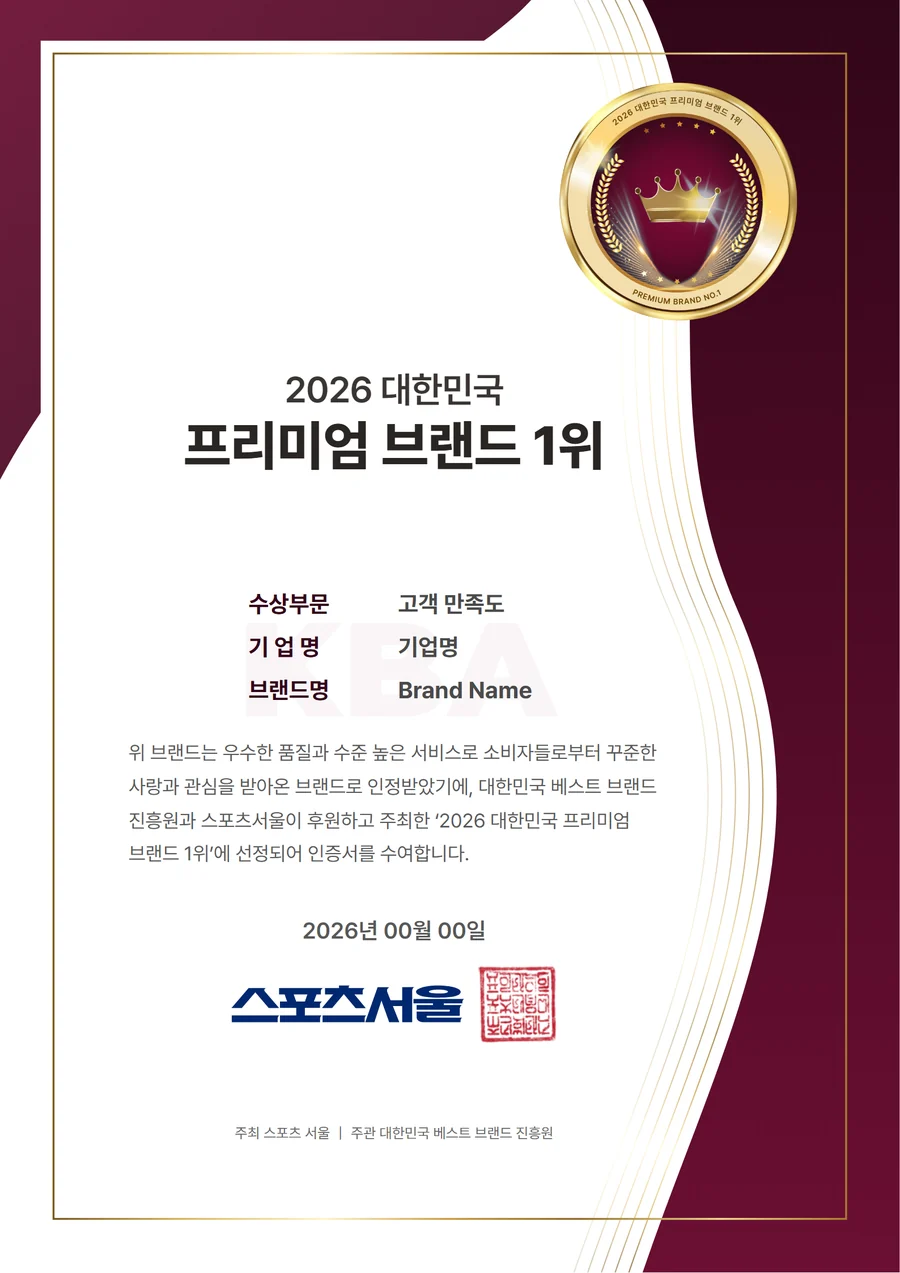 2026 대한민국 프리미엄 브랜드 1위
PREMIUM BRAND NO.1
2026 대한민국
프리미엄 브랜드 1위
KBA
수상부문 고객 만족도
기 업 명 기업명
브랜드명 Brand Name
위 브랜드는 우수한 품질과 수준 높은 서비스로 소비자들로부터 꾸준한
사랑과 관심을 받아온 브랜드로 인정받았기에, 대한민국 베스트 브랜드
진흥원과 스포츠서울이 후원하고 주최한 ‘2026 대한민국 프리미엄
브랜드 1위’에 선정되어 인증서를 수여합니다.
2026년 00월 00일
스포츠서울
주최 스포츠 서울 | 주관 대한민국 베스트 브랜드 진흥원